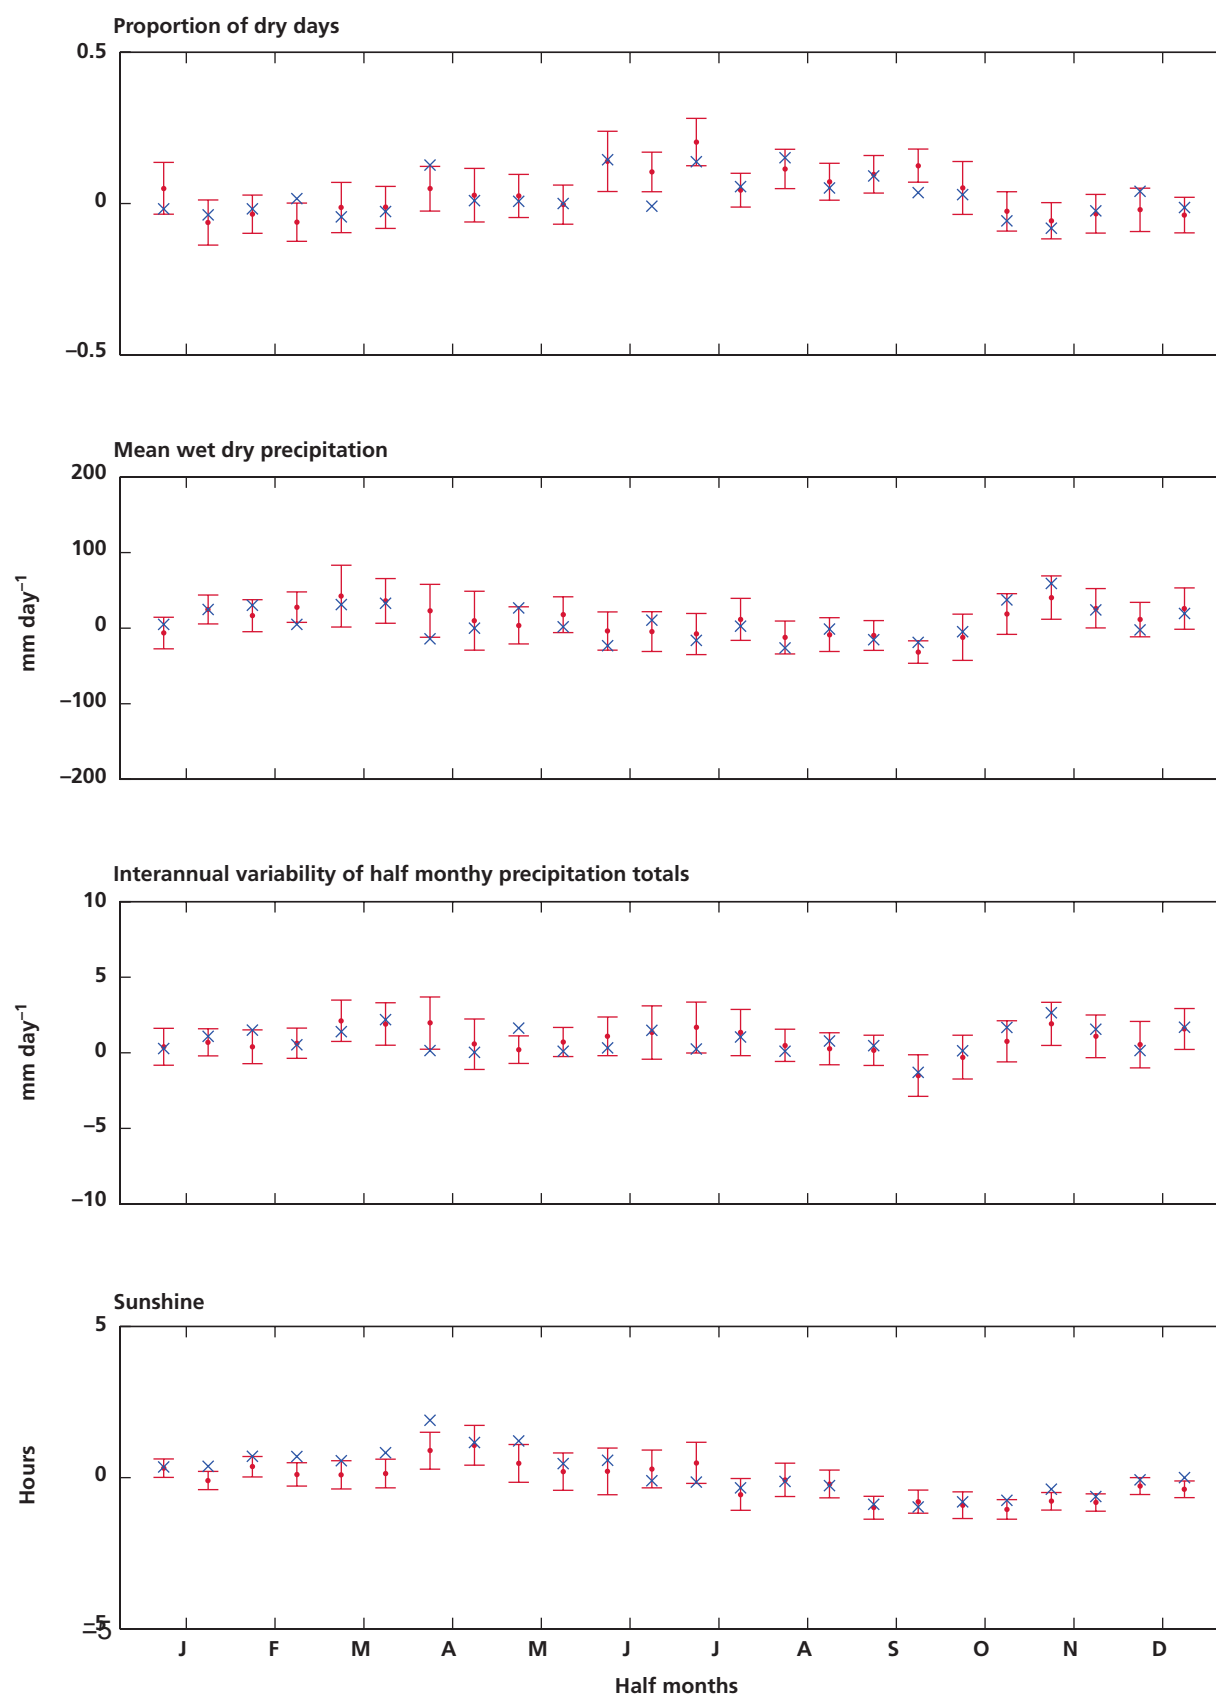 Proportion of dry days
0.5
0
–0.5
Mean wet dry precipitation
200
100
0
–100
–200
mm day–1
Interannual variability of half monthy precipitation totals
10
5
0
–5
–10
mm day–1
Sunshine
5
0
–5
–5
Hours
J F M A M J J A S O N D
Half months